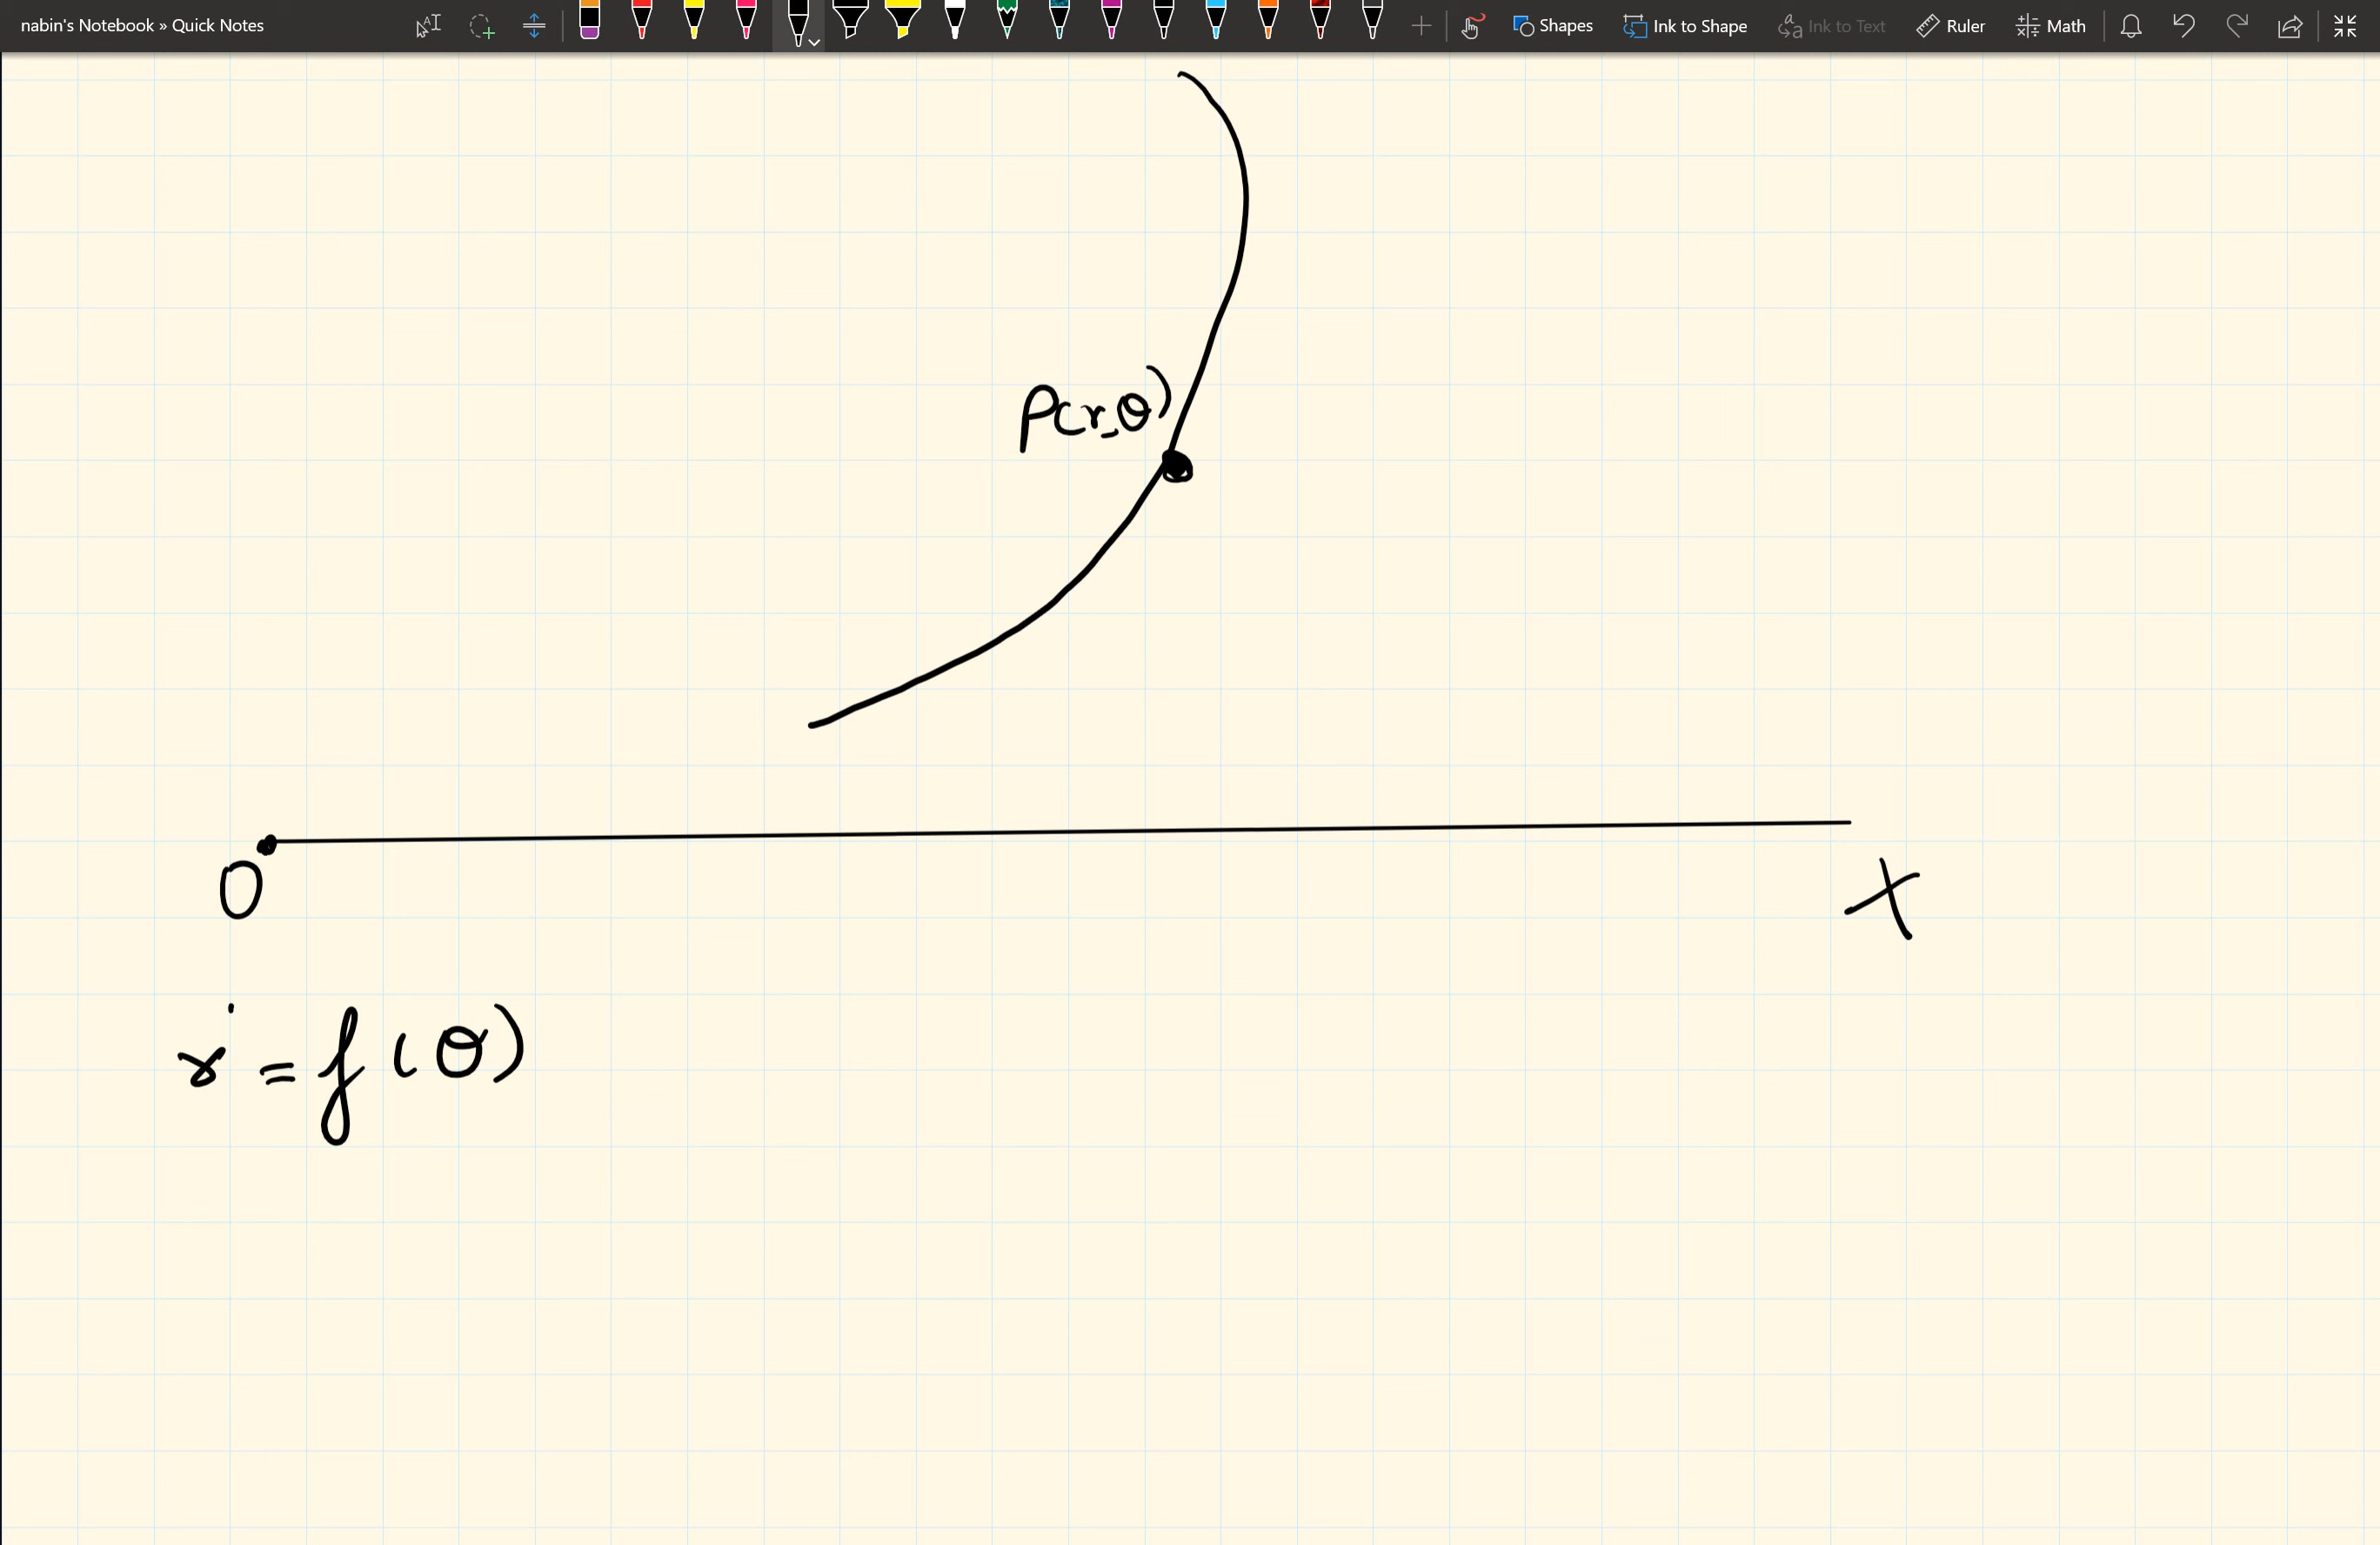 nabin's Notebook » Quick Notes
Shapes
Ink to Shape
Ink to Text
Ruler
Math
P(r,θ)
O
X
r = f(θ)